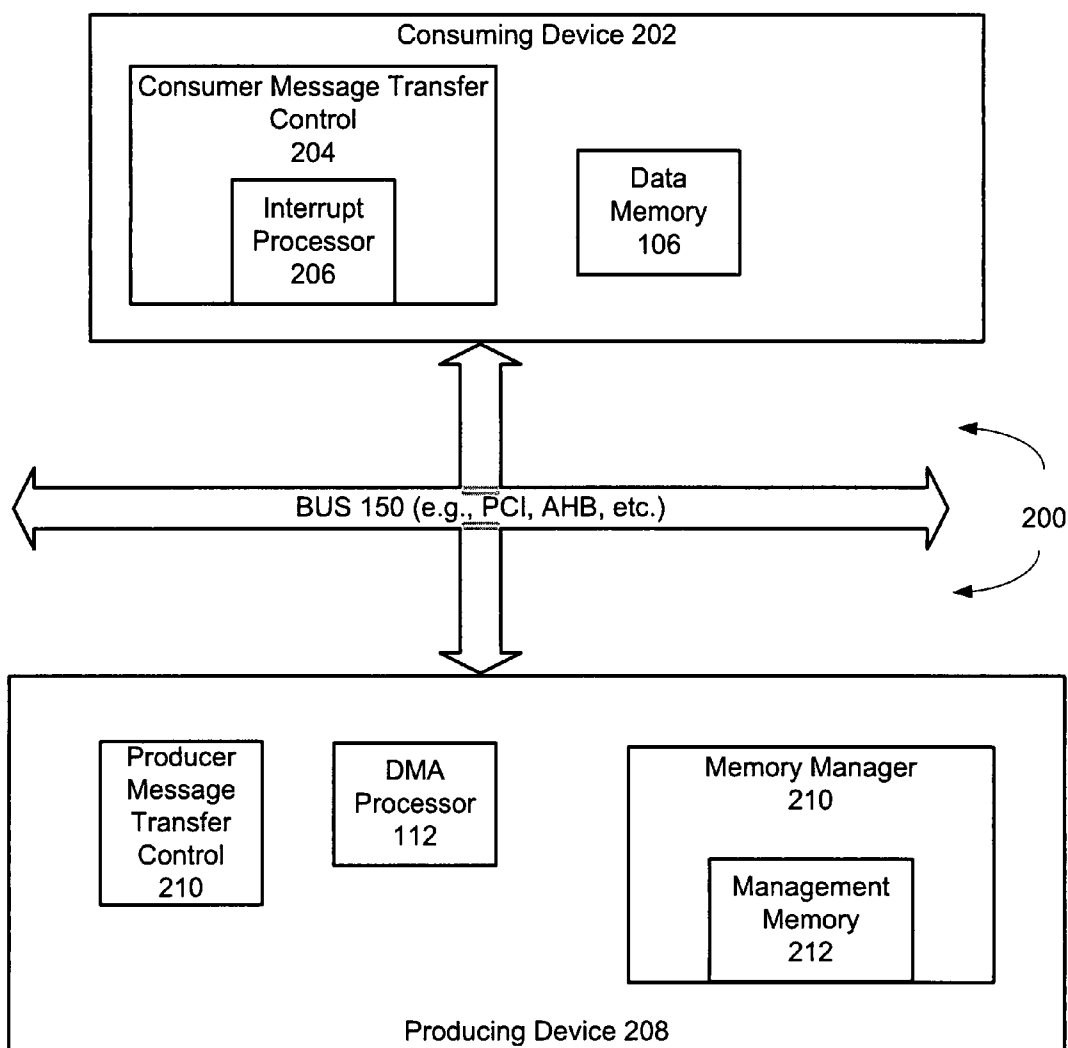 Consuming Device 202
Consumer Message Transfer
Control
204
Interrupt
Processor
206
Data
Memory
106
BUS 150 (e.g., PCI, AHB, etc.)
200
Producer
Message
Transfer
Control
210
DMA
Processor
112
Memory Manager
210
Management
Memory
212
Producing Device 208